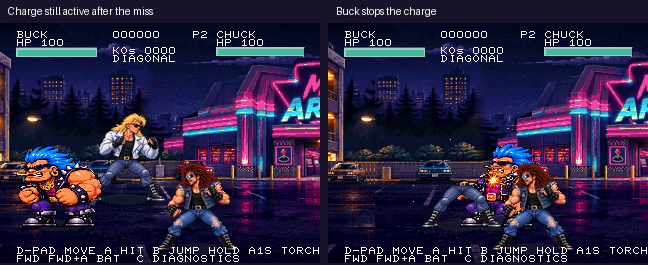 Charge still active after the miss
BUCK 000000 P2 CHUCK
HP 100 HP 100
KOs 0000
DIAGONAL
M
AR
D-PAD MOVE A HIT B JUMP HOLD A1S TORCH
FWD FWD+A BAT C DIAGNOSTICS
Buck stops the charge
BUCK 000000 P2 CHUCK
HP 100 HP 100
KOs 0000
DIAGONAL
M
AR
D-PAD MOVE A HIT B JUMP HOLD A1S TORCH
FWD FWD+A BAT C DIAGNOSTICS